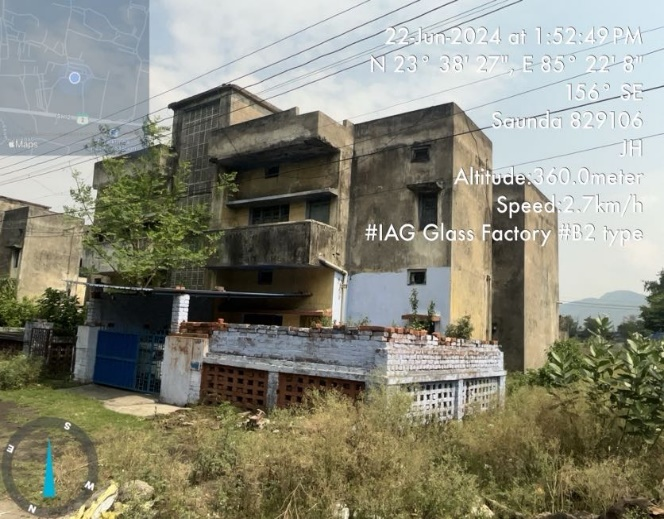 22-Jun-2024 at 1:52:49 PM
N 23° 38' 27", E 85° 22' 8"
156° SE
Saunda 829106
JH
Altitude:360.0meter
Speed:2.7km/h
#IAG Glass Factory #B2 type
Maps
S
E
W
N